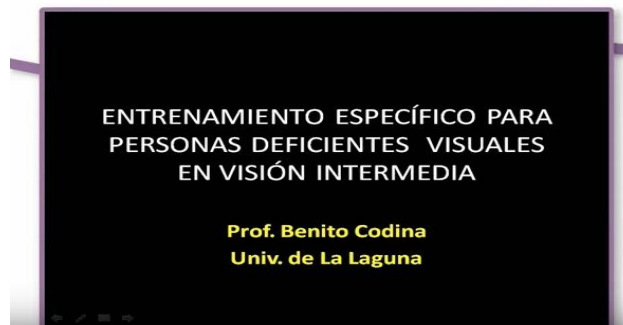 ENTRENAMIENTO ESPECÍFICO PARA
PERSONAS DEFICIENTES VISUALES
EN VISIÓN INTERMEDIA
Prof. Benito Codina
Univ. de La Laguna